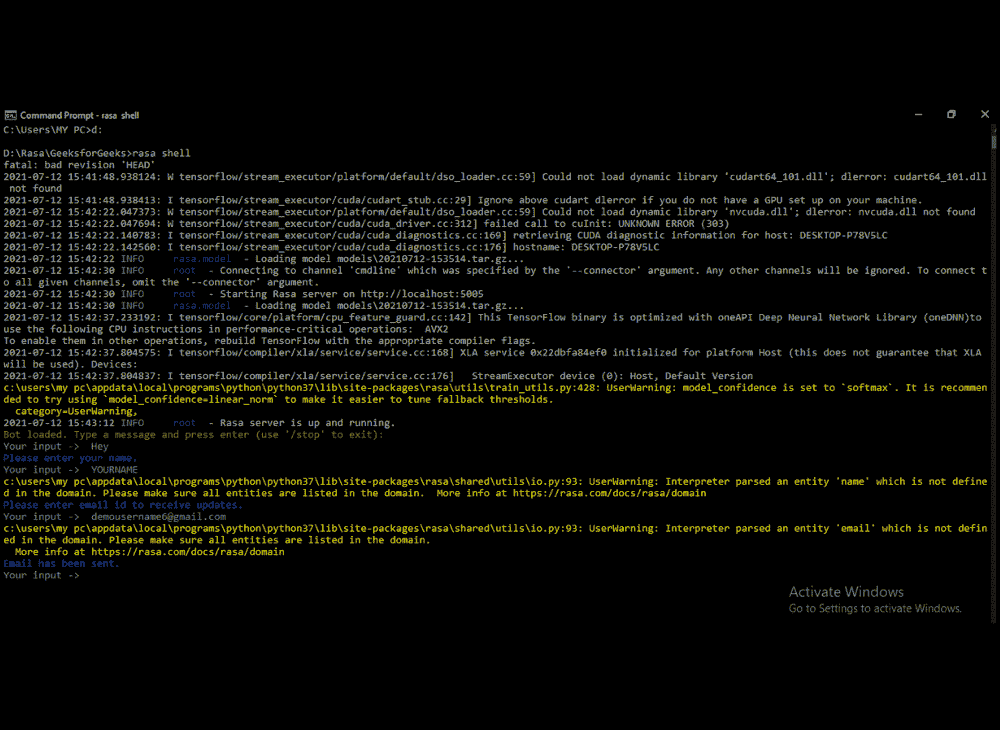 Command Prompt - rasa shell
C:\Users\MY PC>d:
D:\Rasa\GeeksforGeeks>rasa shell
fatal: bad revision 'HEAD'
2021-07-12 15:41:48.938124: W tensorflow/stream_executor/platform/default/dso_loader.cc:59] Could not load dynamic library 'cudart64_101.dll'; dlerror: cudart64_101.dll
 not found
2021-07-12 15:41:48.938413: I tensorflow/stream_executor/cuda/cudart_stub.cc:29] Ignore above cudart dlerror if you do not have a GPU set up on your machine.
2021-07-12 15:42:22.047373: W tensorflow/stream_executor/platform/default/dso_loader.cc:59] Could not load dynamic library 'nvcuda.dll'; dlerror: nvcuda.dll not found
2021-07-12 15:42:22.047694: W tensorflow/stream_executor/cuda/cuda_driver.cc:312] failed call to cuInit: UNKNOWN ERROR (303)
2021-07-12 15:42:22.140783: I tensorflow/stream_executor/cuda/cuda_diagnostics.cc:169] retrieving CUDA diagnostic information for host: DESKTOP-P78V5LC
2021-07-12 15:42:22.142560: I tensorflow/stream_executor/cuda/cuda_diagnostics.cc:176] hostname: DESKTOP-P78V5LC
2021-07-12 15:42:22 INFO     rasa.model  - Loading model models\20210712-153514.tar.gz...
2021-07-12 15:42:30 INFO     root  - Connecting to channel 'cmdline' which was specified by the '--connector' argument. Any other channels will be ignored. To connect t
o all given channels, omit the '--connector' argument.
2021-07-12 15:42:30 INFO     root  - Starting Rasa server on http://localhost:5005
2021-07-12 15:42:30 INFO     rasa.model  - Loading model models\20210712-153514.tar.gz...
2021-07-12 15:42:37.233192: I tensorflow/core/platform/cpu_feature_guard.cc:142] This TensorFlow binary is optimized with oneAPI Deep Neural Network Library (oneDNN)to
use the following CPU instructions in performance-critical operations:  AVX2
To enable them in other operations, rebuild TensorFlow with the appropriate compiler flags.
2021-07-12 15:42:37.804575: I tensorflow/compiler/xla/service/service.cc:168] XLA service 0x22dbfa84ef0 initialized for platform Host (this does not guarantee that XLA
will be used). Devices:
2021-07-12 15:42:37.804837: I tensorflow/compiler/xla/service/service.cc:176]   StreamExecutor device (0): Host, Default Version
c:\users\my pc\appdata\local\programs\python\python37\lib\site-packages\rasa\utils\train_utils.py:428: UserWarning: model_confidence is set to `softmax`. It is recommen
ded to try using `model_confidence=linear_norm` to make it easier to tune fallback thresholds.
  category=UserWarning,
2021-07-12 15:43:12 INFO     root  - Rasa server is up and running.
Bot loaded. Type a message and press enter (use '/stop' to exit):
Your input ->  Hey
Please enter your name.
Your input ->  YOURNAME
c:\users\my pc\appdata\local\programs\python\python37\lib\site-packages\rasa\shared\utils\io.py:93: UserWarning: Interpreter parsed an entity 'name' which is not define
d in the domain. Please make sure all entities are listed in the domain.  More info at https://rasa.com/docs/rasa/domain
Please enter email id to receive updates.
Your input ->  demousername6@gmail.com
c:\users\my pc\appdata\local\programs\python\python37\lib\site-packages\rasa\shared\utils\io.py:93: UserWarning: Interpreter parsed an entity 'email' which is not defin
ed in the domain. Please make sure all entities are listed in the domain.
  More info at https://rasa.com/docs/rasa/domain
Email has been sent.
Your input ->
Activate Windows
Go to Settings to activate Windows.